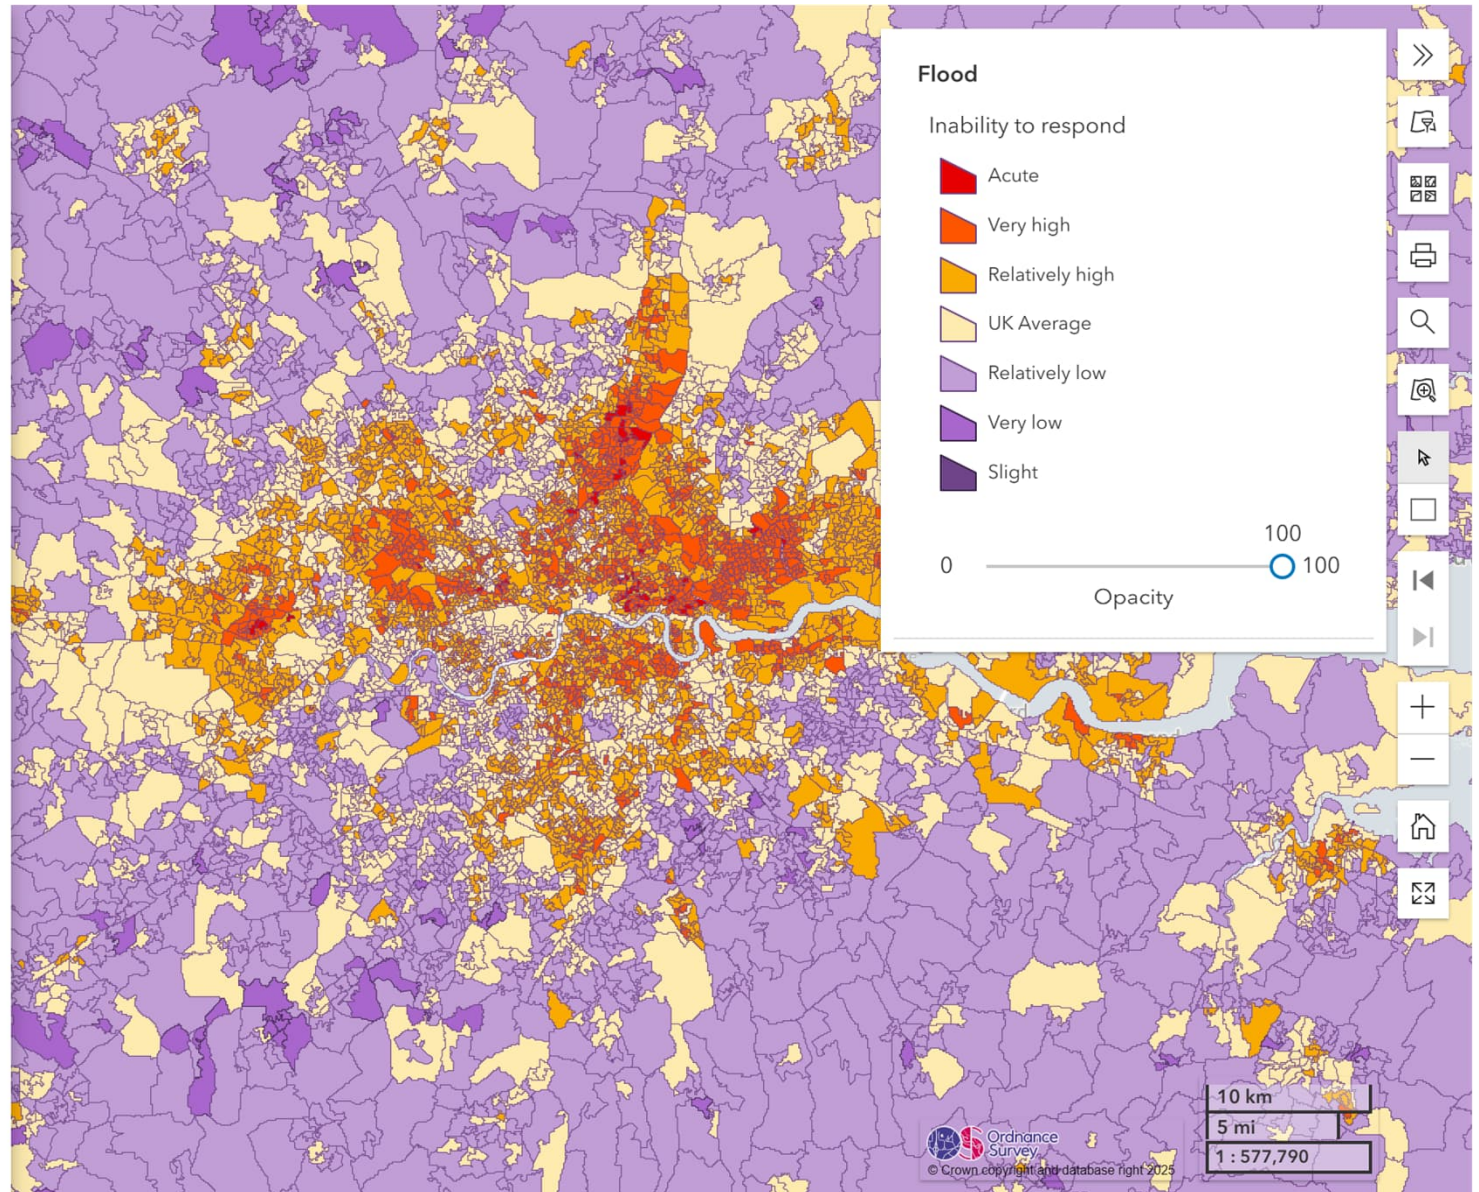 Flood
Inability to respond
Acute
Very high
Relatively high
UK Average
Relatively low
Very low
Slight
100
0
100
Opacity
10 km
5 mi
1 : 577,790
Ordnance
Survey
© Crown copyright and database right 2025